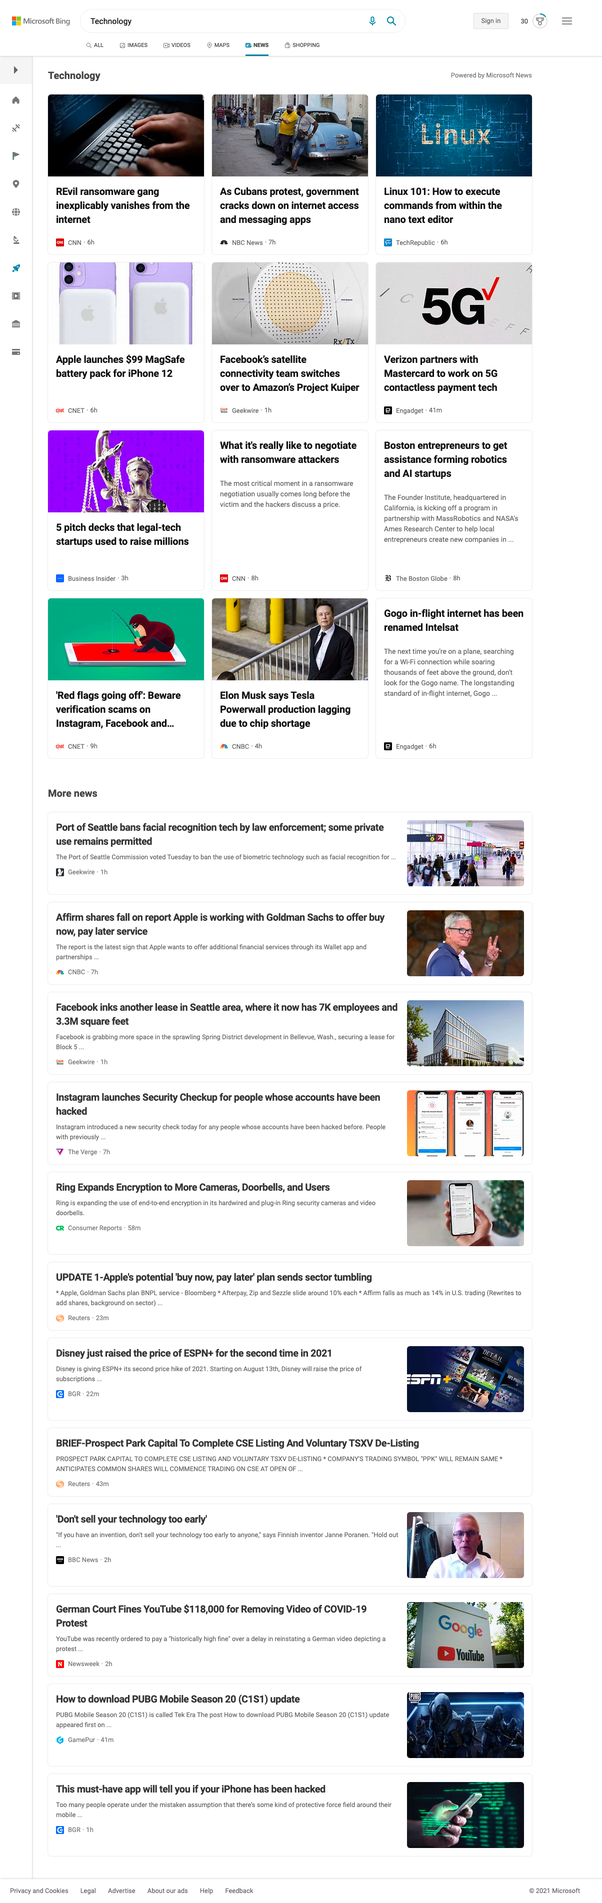 Microsoft Bing
Technology
Sign in
30
ALL
IMAGES
VIDEOS
MAPS
NEWS
SHOPPING
Technology
Powered by Microsoft News
Linux
REvil ransomware gang
inexplicably vanishes from the
internet
CNN · 6h
As Cubans protest, government
cracks down on internet access
and messaging apps
NBC News · 7h
Linux 101: How to execute
commands from within the
nano text editor
TechRepublic · 6h
Rx/Tx
5G
Apple launches $99 MagSafe
battery pack for iPhone 12
CNET · 6h
Facebook's satellite
connectivity team switches
over to Amazon's Project Kuiper
Geekwire · 1h
Verizon partners with
Mastercard to work on 5G
contactless payment tech
Engadget · 41m
5 pitch decks that legal-tech
startups used to raise millions
Business Insider · 3h
What it's really like to negotiate
with ransomware attackers
The most critical moment in a ransomware
negotiation usually comes long before the
victim and the hackers discuss a price.
CNN · 8h
Boston entrepreneurs to get
assistance forming robotics
and AI startups
The Founder Institute, headquartered in
California, is kicking off a program in
partnership with MassRobotics and NASA's
Ames Research Center to help local
entrepreneurs create new companies in ...
The Boston Globe · 8h
'Red flags going off': Beware
verification scams on
Instagram, Facebook and...
CNET · 9h
Elon Musk says Tesla
Powerwall production lagging
due to chip shortage
CNBC · 4h
Gogo in-flight internet has been
renamed Intelsat
The next time you're on a plane, searching
for a Wi-Fi connection while soaring
thousands of feet above the ground, don't
look for the Gogo name. The longstanding
standard of in-flight internet, Gogo ...
Engadget · 6h
More news
Port of Seattle bans facial recognition tech by law enforcement; some private
use remains permitted
The Port of Seattle Commission voted Tuesday to ban the use of biometric technology such as facial recognition for ...
Geekwire · 1h
Affirm shares fall on report Apple is working with Goldman Sachs to offer buy
now, pay later service
The report is the latest sign that Apple wants to offer additional financial services through its Wallet app and
partnerships ...
CNBC · 7h
Facebook inks another lease in Seattle area, where it now has 7K employees and
3.3M square feet
Facebook is grabbing more space in the sprawling Spring District development in Bellevue, Wash., securing a lease for
Block 5 ...
Geekwire · 1h
Instagram launches Security Checkup for people whose accounts have been
hacked
Instagram introduced a new security check today for any people whose accounts have been hacked before. People
with previously ...
The Verge · 7h
Ring Expands Encryption to More Cameras, Doorbells, and Users
Ring is expanding the use of end-to-end encryption in its hardwired and plug-in Ring security cameras and video
doorbells.
Consumer Reports · 58m
UPDATE 1-Apple's potential 'buy now, pay later' plan sends sector tumbling
* Apple, Goldman Sachs plan BNPL service - Bloomberg * Afterpay, Zip and Sezzle slide around 10% each * Affirm falls as much as 14% in U.S. trading (Rewrites to
add shares, background on sector) ...
Reuters · 23m
Disney just raised the price of ESPN+ for the second time in 2021
Disney is giving ESPN+ its second price hike of 2021. Starting on August 13th, Disney will raise the price of
subscriptions ...
BGR · 22m
ESPN+
BRIEF-Prospect Park Capital To Complete CSE Listing And Voluntary TSXV De-Listing
PROSPECT PARK CAPITAL TO COMPLETE CSE LISTING AND VOLUNTARY TSXV DE-LISTING * COMPANY'S TRADING SYMBOL "PPK" WILL REMAIN SAME *
ANTICIPATES COMMON SHARES WILL COMMENCE TRADING ON CSE AT OPEN OF ...
Reuters · 43m
'Don't sell your technology too early'
"If you have an invention, don't sell your technology too early to anyone," says Finnish inventor Janne Poranen. "Hold out
...
BBC News · 2h
German Court Fines YouTube $118,000 for Removing Video of COVID-19
Protest
YouTube was recently ordered to pay a "historically high fine" over a delay in reinstating a German video depicting a
protest ...
Newsweek · 2h
Google
YouTube
How to download PUBG Mobile Season 20 (C1S1) update
PUBG Mobile Season 20 (C1S1) is called Tek Era The post How to download PUBG Mobile Season 20 (C1S1) update
appeared first on ...
GamePur · 41m
PUBG
This must-have app will tell you if your iPhone has been hacked
Too many people operate under the mistaken assumption that there's some kind of protective force field around their
mobile ...
BGR · 1h
Privacy and Cookies
Legal
Advertise
About our ads
Help
Feedback
© 2021 Microsoft